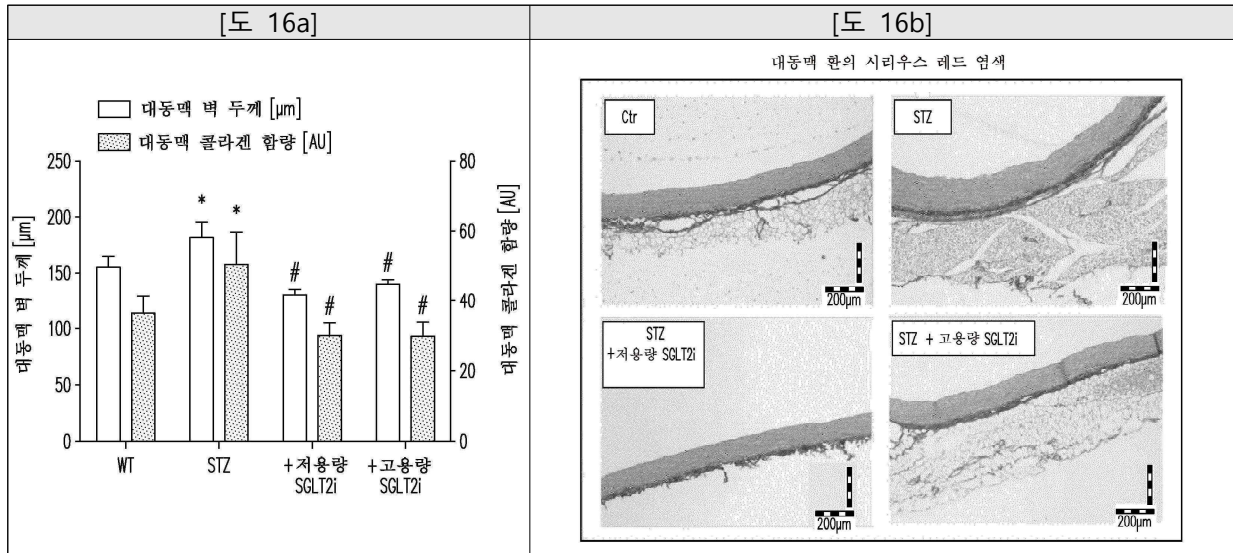 [도 16a]
[도 16b]
대동맥 벽 두께 [μm]
대동맥 콜라겐 함량 [AU]
대동맥 벽 두께 [μm]
250
200
150
100
50
0
* *
# #
# #
80
60
40
20
0
대동맥 콜라겐 함량 [AU]
WT
STZ
+저용량
SGLT2i
+고용량
SGLT2i
대동맥 환의 시리우스 레드 염색
Ctr
200μm
STZ
200μm
STZ
+저용량 SGLT2i
200μm
STZ + 고용량 SGLT2i
200μm